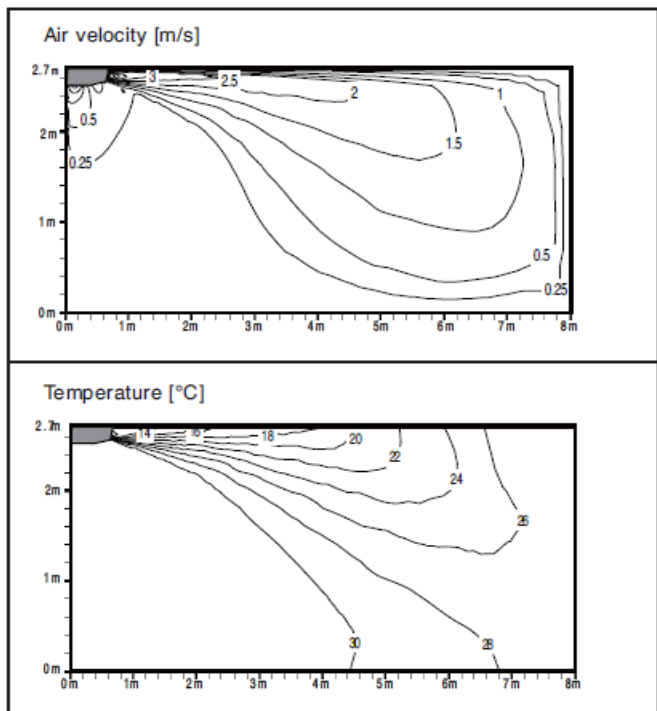 Air velocity [m/s]
2.7m
3
2.5
2
1
0.5
2m
1.5
0.25
1m
0.5
0.25
0m
0m 1m 2m 3m 4m 5m 6m 7m 8m
Temperature [°C]
2.7m
14 16 18 20
22
24
2m
26
1m
30 28
0m
0m 1m 2m 3m 4m 5m 6m 7m 8m